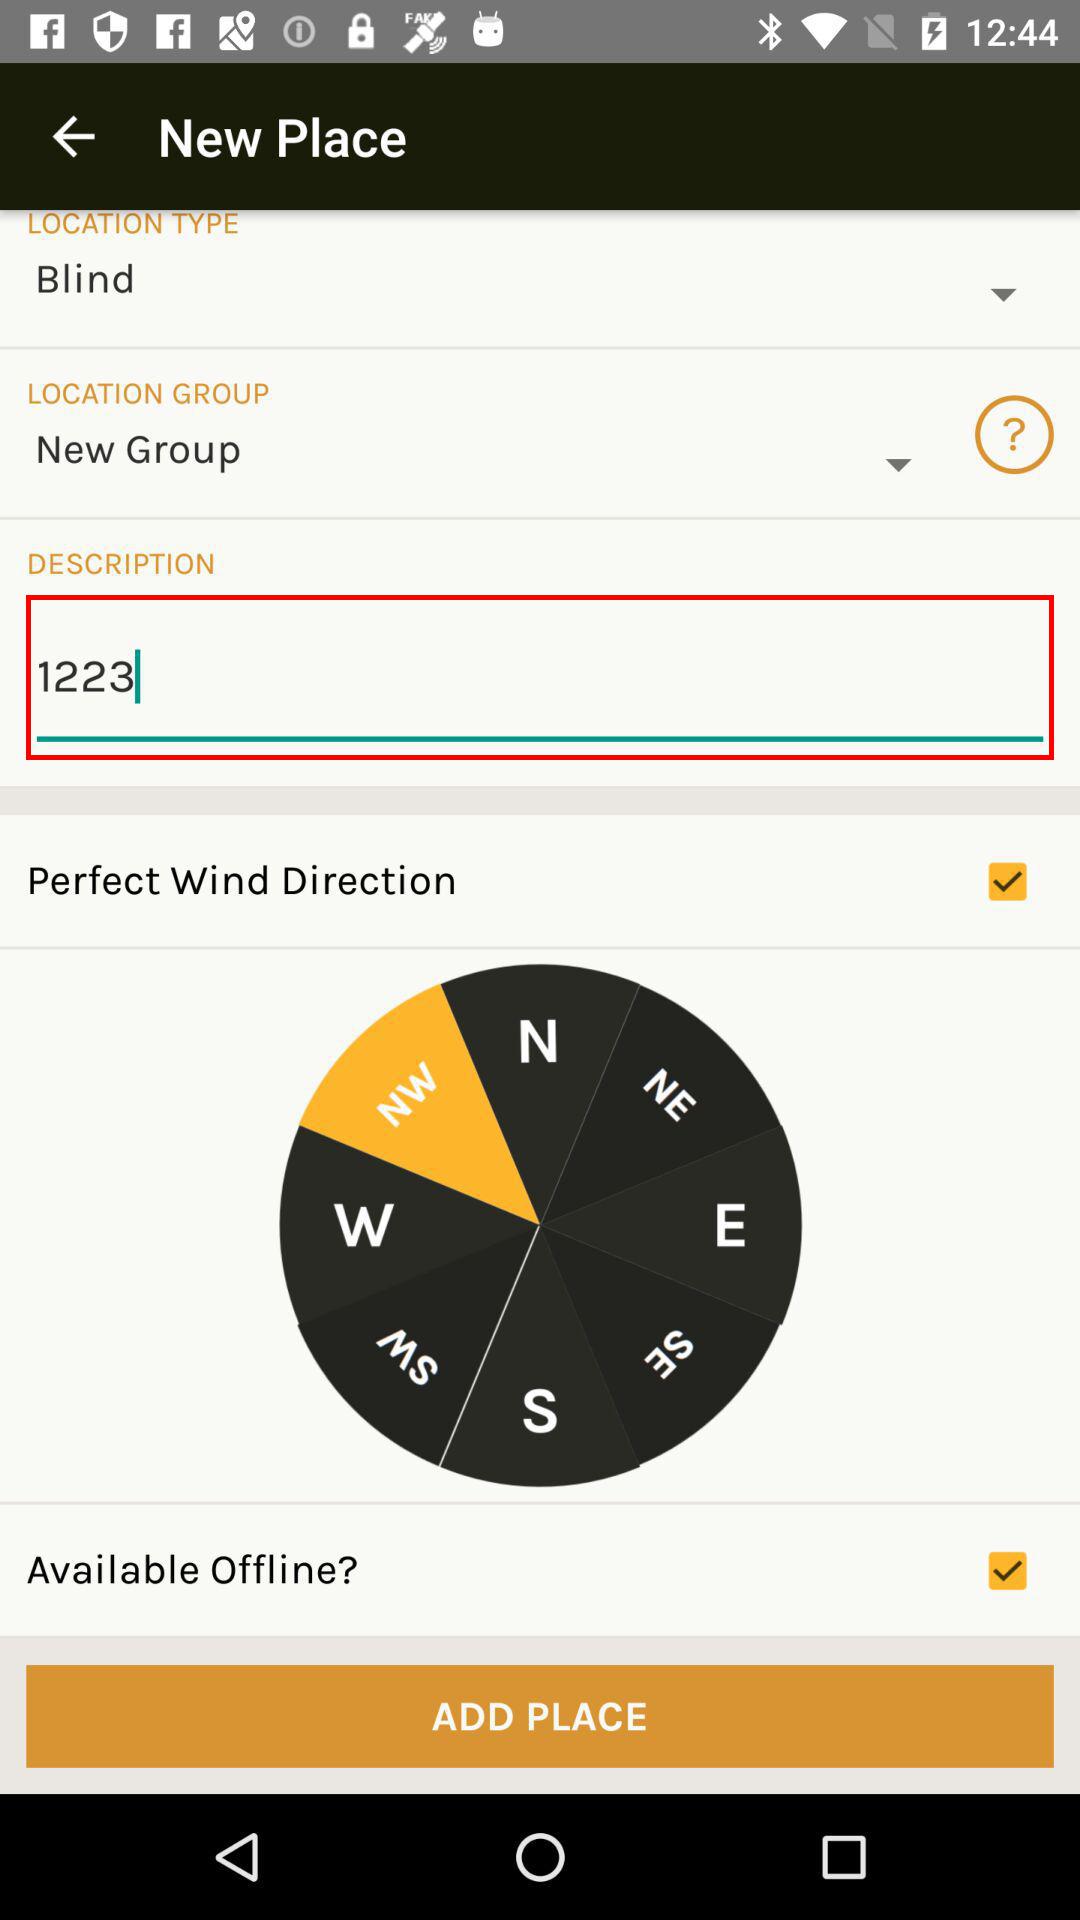 FAKE
12:44
New Place
LOCATION TYPE
Blind
LOCATION GROUP
New Group
?
DESCRIPTION
1223
Perfect Wind Direction
N
NW
NE
W
E
SW
SE
S
Available Offline?
ADD PLACE